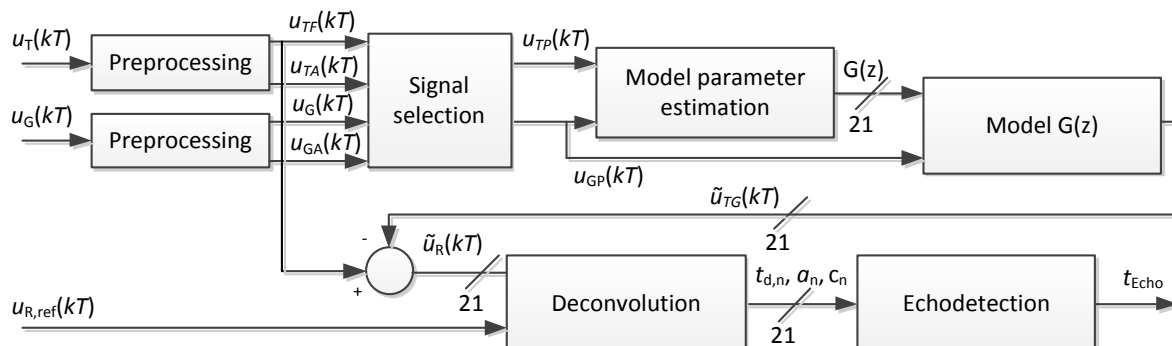 u_T(kT)
Preprocessing
u_TF(kT)
u_TA(kT)
u_G(kT)
Preprocessing
u_G(kT)
u_GA(kT)
Signal
selection
u_TP(kT)
u_GP(kT)
Model parameter
estimation
G(z)
21
Model G(z)
ũ_TG(kT)
21
-
+
ũ_R(kT)
21
u_R,ref(kT)
Deconvolution
t_d,n, a_n, c_n
21
Echodetection
t_Echo